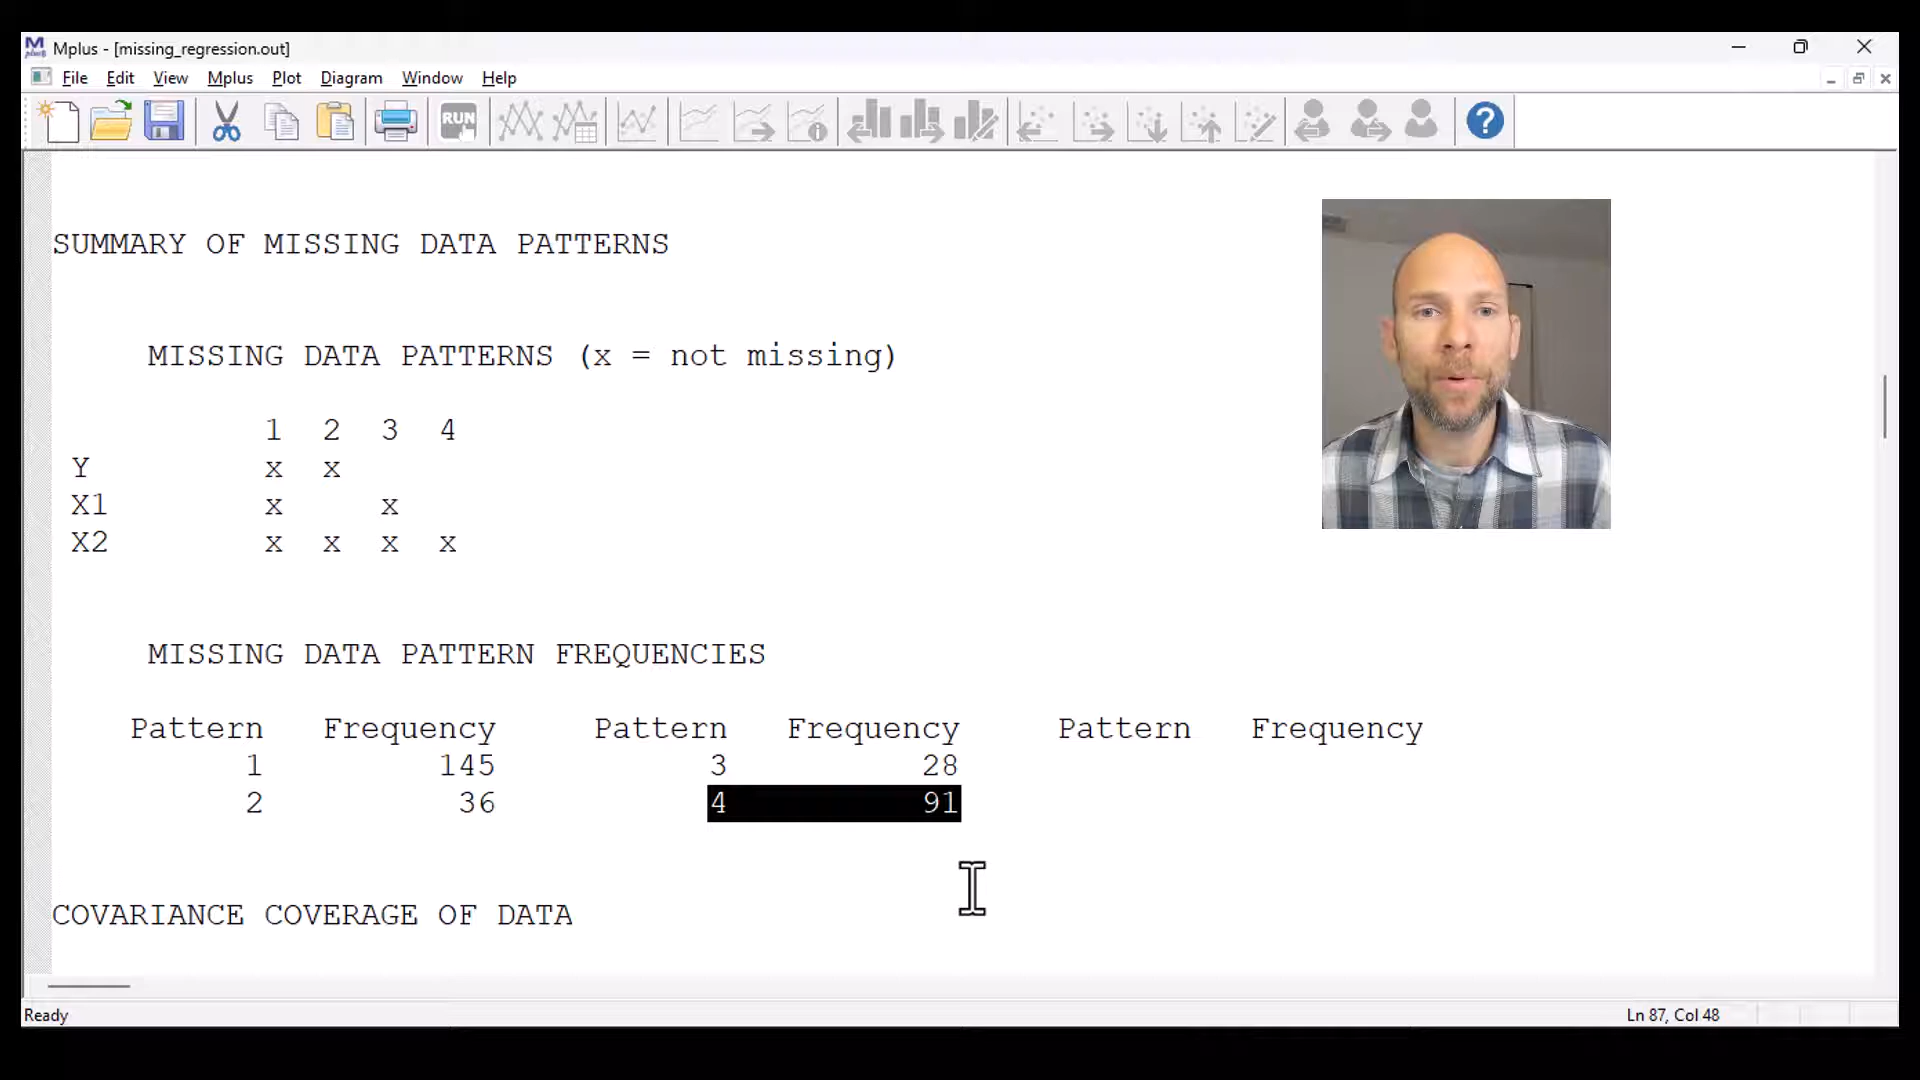 Mplus - [missing_regression.out]
File Edit View Mplus Plot Diagram Window Help
RUN
SUMMARY OF MISSING DATA PATTERNS
MISSING DATA PATTERNS (x = not missing)
1 2 3 4
Y x x
X1 x x
X2 x x x x
MISSING DATA PATTERN FREQUENCIES
Pattern Frequency Pattern Frequency Pattern Frequency
1 145 3 28
2 36 4 91
COVARIANCE COVERAGE OF DATA
Ready Ln 87, Col 48